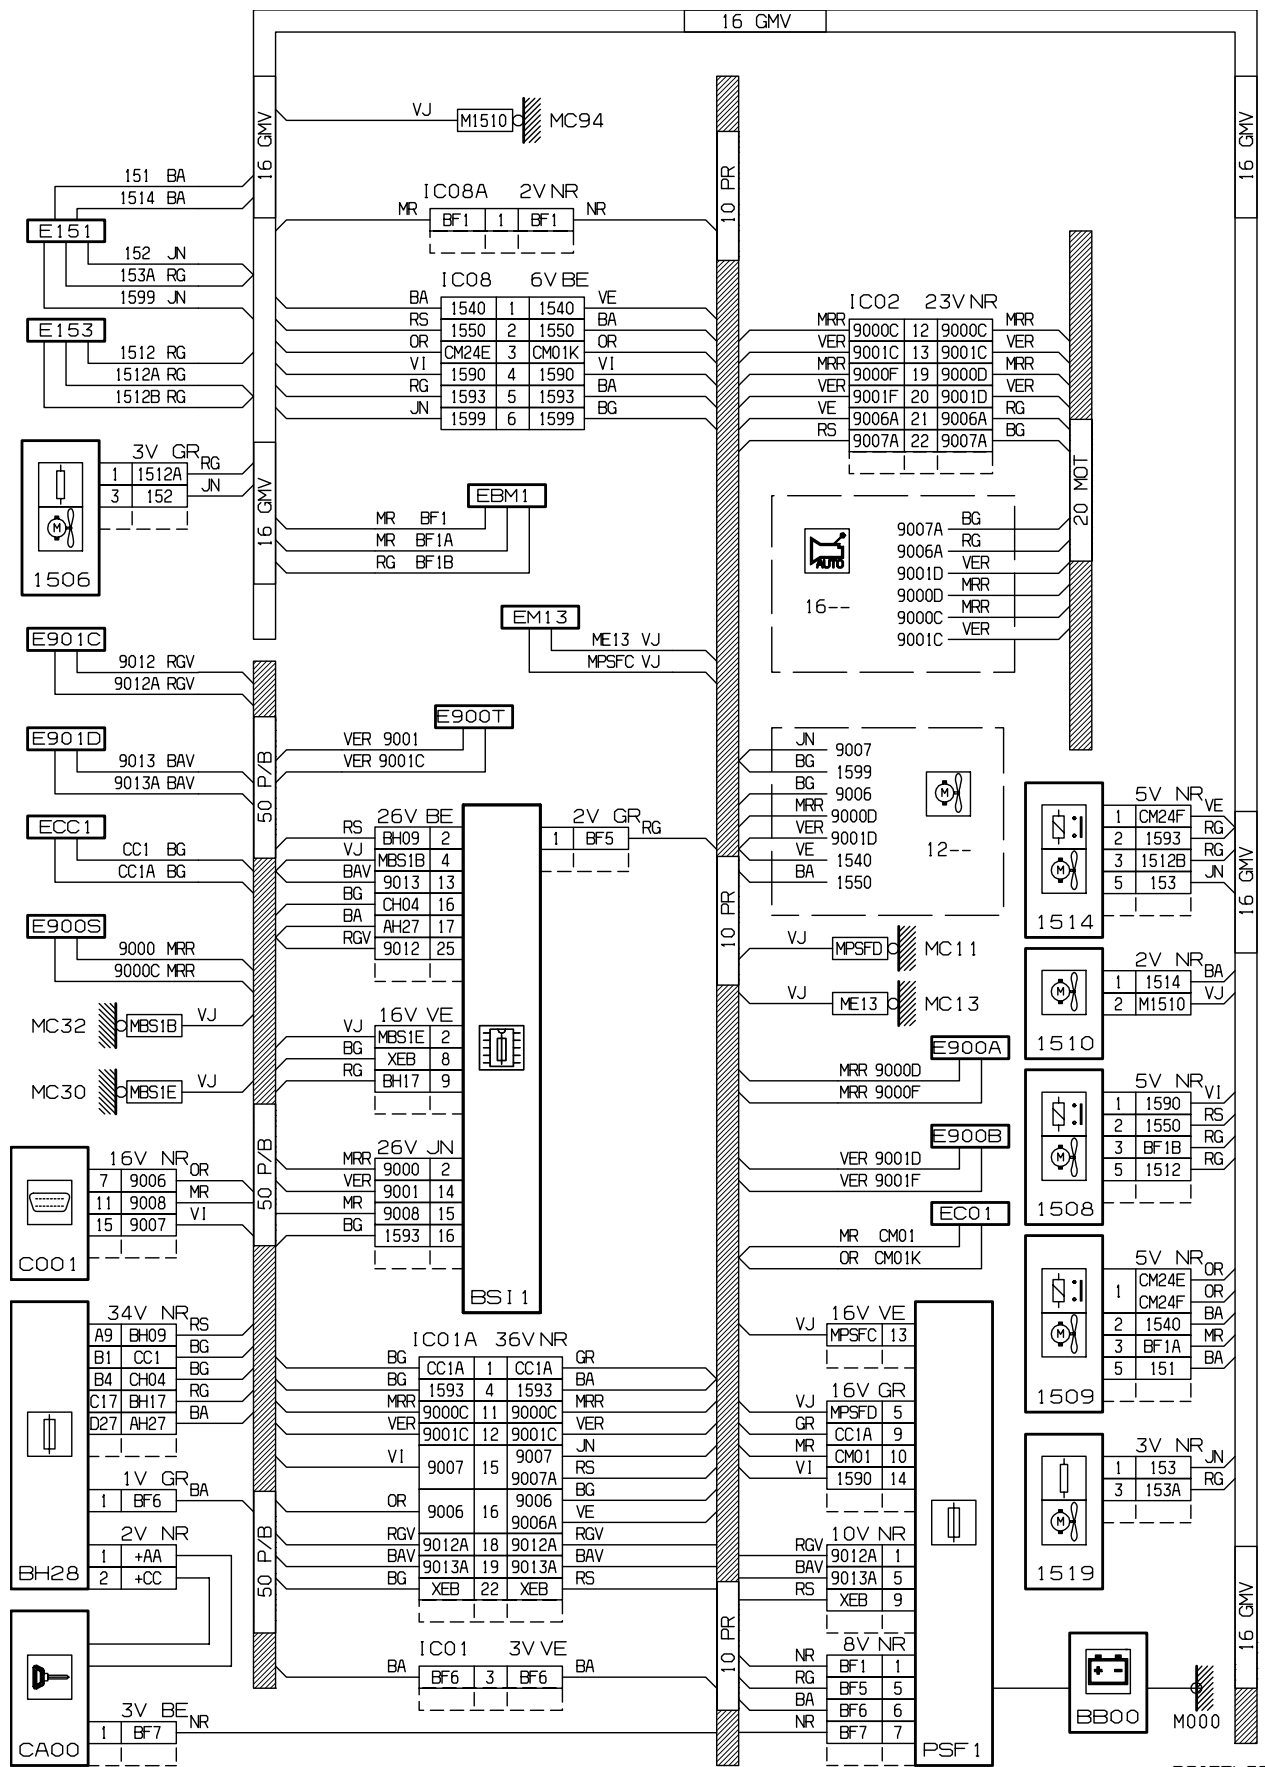 16 GMV
16 GMV
16 GMV
VJ M1510 MC94
10 PR
151 BA
1514 BA
E151
152 JN
153A RG
1599 JN
E153
1512 RG
1512A RG
1512B RG
IC08A 2V NR
MR BF1 1 BF1 NR
IC08 6V BE
BA 1540 1 1540 VE
RS 1550 2 1550 BA
OR CM24E 3 CM01K OR
VI 1590 4 1590 VI
RG 1593 5 1593 BA
JN 1599 6 1599 BG
IC02 23V NR
MRR 9000C 12 9000C MRR
VER 9001C 13 9001C VER
MRR 9000F 19 9000D MRR
VER 9001F 20 9001D VER
VE 9006A 21 9006A RG
RS 9007A 22 9007A BG
3V GR
1 1512A RG
3 152 JN
M
1506
16 GMV
EBM1
MR BF1
MR BF1A
RG BF1B
20 MOT
AUTO
16--
9007A BG
9006A RG
9001D VER
9000D MRR
9000C MRR
9001C VER
EM13
ME13 VJ
MPSFC VJ
E901C
9012 RGV
9012A RGV
E901D
9013 BAV
9013A BAV
50 P/B
E900T
VER 9001
VER 9001C
JN 9007
BG 1599
BG 9006
MRR 9000D
VER 9001D
VE 1540
BA 1550
M
12--
ECC1
CC1 BG
CC1A BG
E900S
9000 MRR
9000C MRR
26V BE
RS BH09 2
VJ MBS1B 4
BAV 9013 13
BG CH04 16
BA AH27 17
RGV 9012 25
2V GR
1 BF5 RG
10 PR
5V NR
1 CM24F VE
2 1593 RG
3 1512B RG
5 153 JN
M
1514
16 GMV
VJ MPSFD MC11
VJ ME13 MC13
2V NR
1 1514 BA
2 M1510 VJ
M
1510
MC32 MBS1B VJ
MC30 MBS1E VJ
16V VE
VJ MBS1E 2
BG XEB 8
RG BH17 9
E900A
MRR 9000D
MRR 9000F
E900B
VER 9001D
VER 9001F
EC01
MR CM01
OR CM01K
5V NR
1 1590 VI
2 1550 RS
3 BF1B RG
5 1512 RG
M
1508
16V NR
7 9006 OR
11 9008 MR
15 9007 VI
C001
50 P/B
26V JN
MRR 9000 2
VER 9001 14
MR 9008 15
BG 1593 16
BSI1
5V NR
1 CM24E OR
CM24F OR
2 1540 BA
3 BF1A MR
5 151 BA
M
1509
34V NR
A9 BH09 RS
B1 CC1 BG
B4 CH04 BG
C17 BH17 RG
D27 AH27 BA
1V GR
1 BF6 BA
2V NR
1 +AA
2 +CC
BH28
50 P/B
IC01A 36V NR
BG CC1A 1 CC1A GR
BG 1593 4 1593 BA
MRR 9000C 11 9000C MRR
VER 9001C 12 9001C VER
VI 9007 15 9007 JN
9007A RS
OR 9006 16 9006 BG
9006A VE
RGV 9012A 18 9012A RGV
BAV 9013A 19 9013A BAV
BG XEB 22 XEB RS
IC01 3V VE
BA BF6 3 BF6 BA
10 PR
16V VE
VJ MPSFC 13
16V GR
VJ MPSFD 5
GR CC1A 9
MR CM01 10
VI 1590 14
10V NR
RGV 9012A 1
BAV 9013A 5
RS XEB 9
8V NR
NR BF1 1
RG BF5 5
BA BF6 6
NR BF7 7
PSF1
3V NR
1 153 JN
3 153A RG
M
1519
16 GMV
BB00
M000
3V BE
1 BF7 NR
CA00